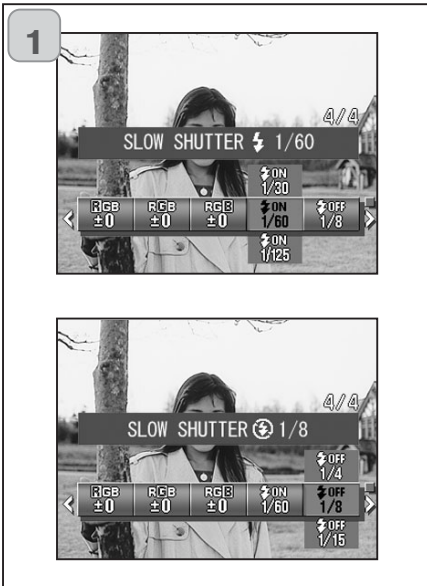 1
4/4
SLOW SHUTTER 1/60
ON
1/30
RGB RGB RGB ON OFF
±0 ±0 ±0 1/60 1/8
ON
1/125
4/4
SLOW SHUTTER 1/8
OFF
1/4
RGB RGB RGB ON OFF
±0 ±0 ±0 1/60 1/8
OFF
1/15